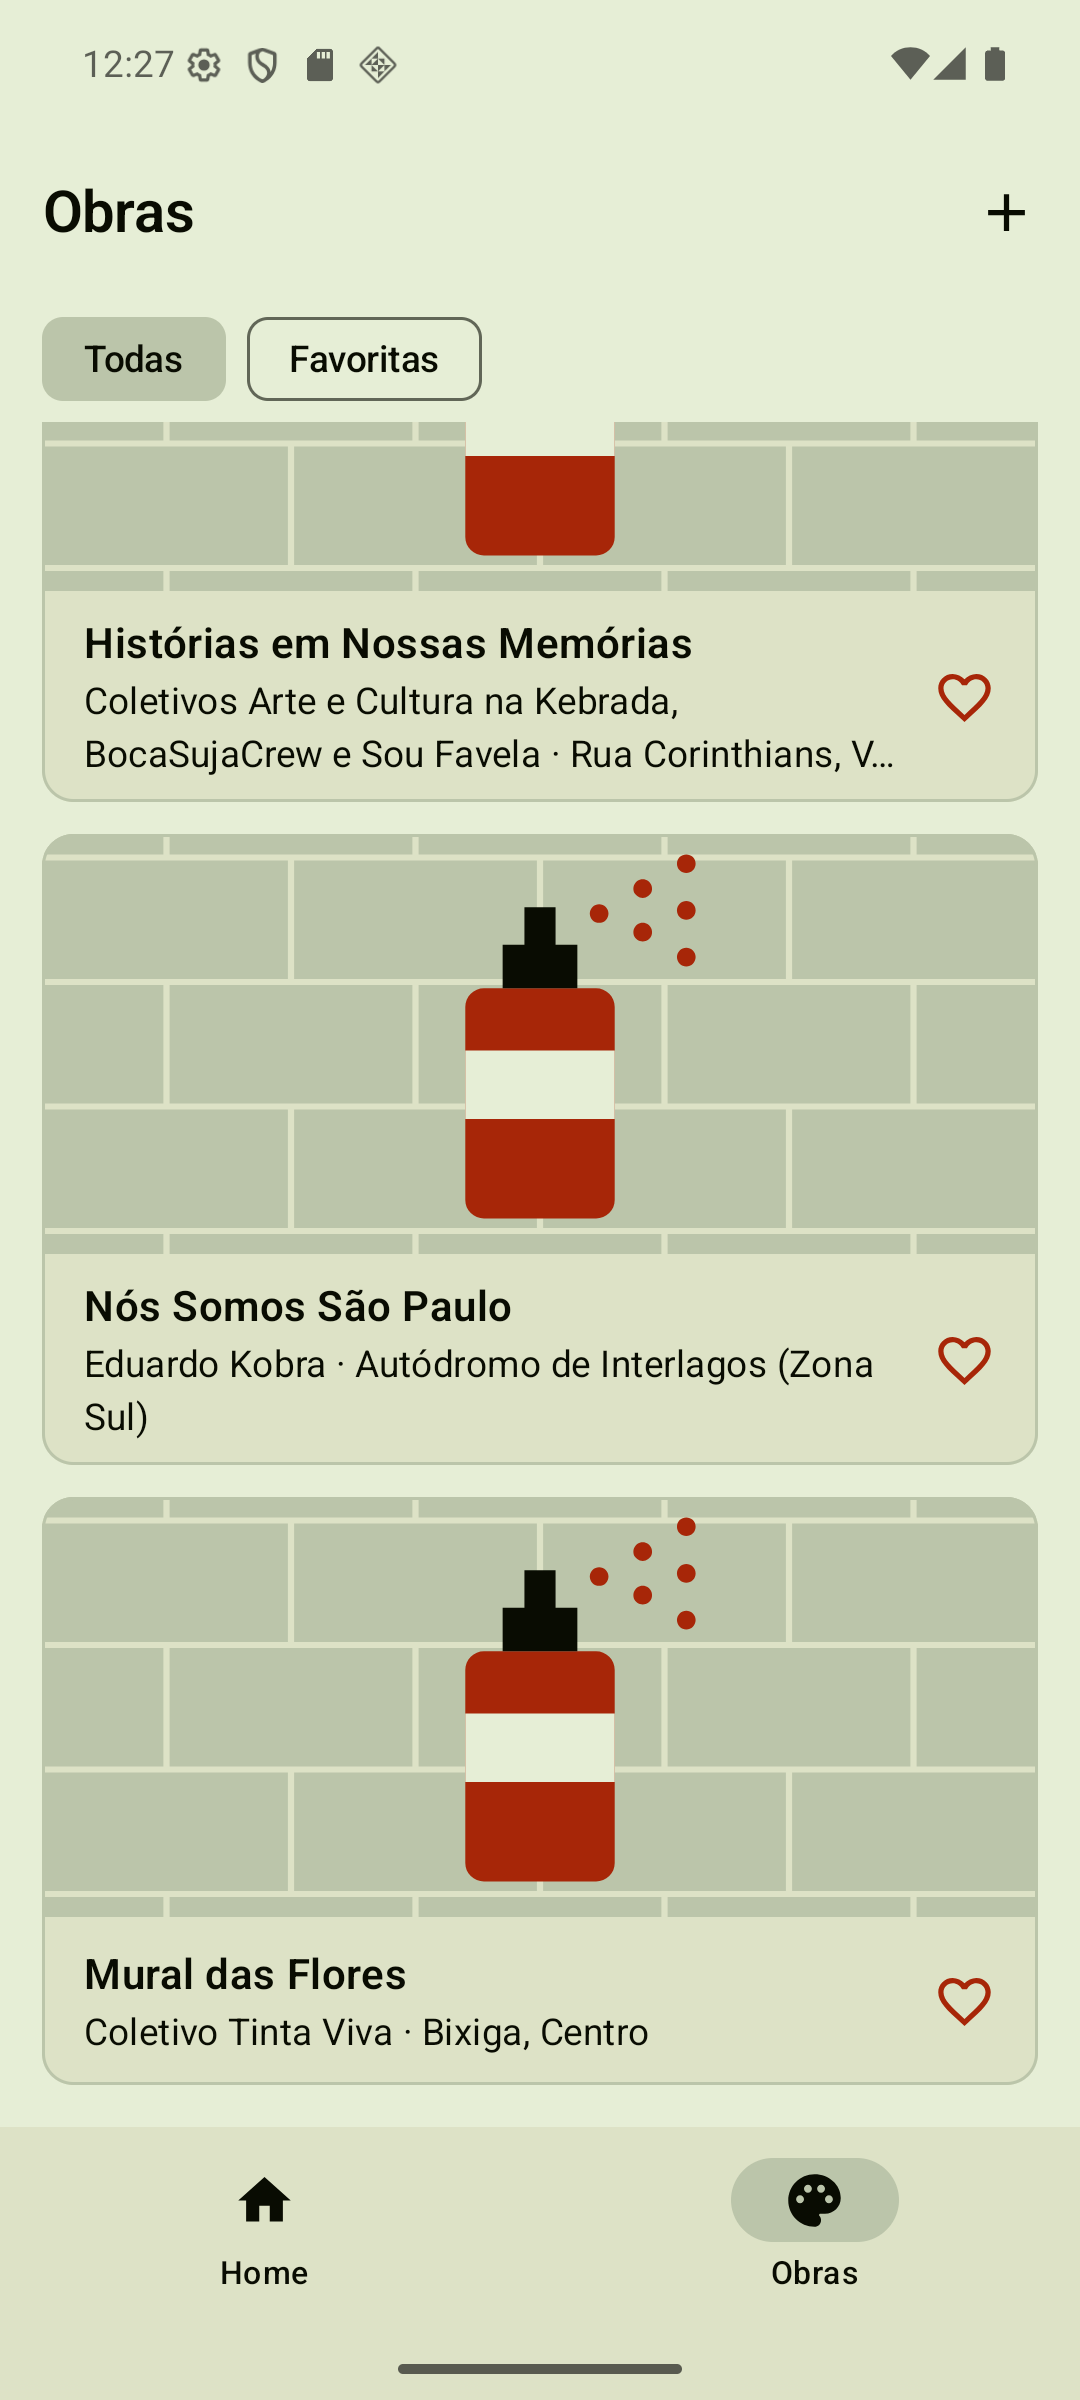 12:27
Obras
Todas
Favoritas
Histórias em Nossas Memórias
Coletivos Arte e Cultura na Kebrada,
BocaSujaCrew e Sou Favela · Rua Corinthians, V...
Nós Somos São Paulo
Eduardo Kobra · Autódromo de Interlagos (Zona
Sul)
Mural das Flores
Coletivo Tinta Viva · Bixiga, Centro
Home
Obras